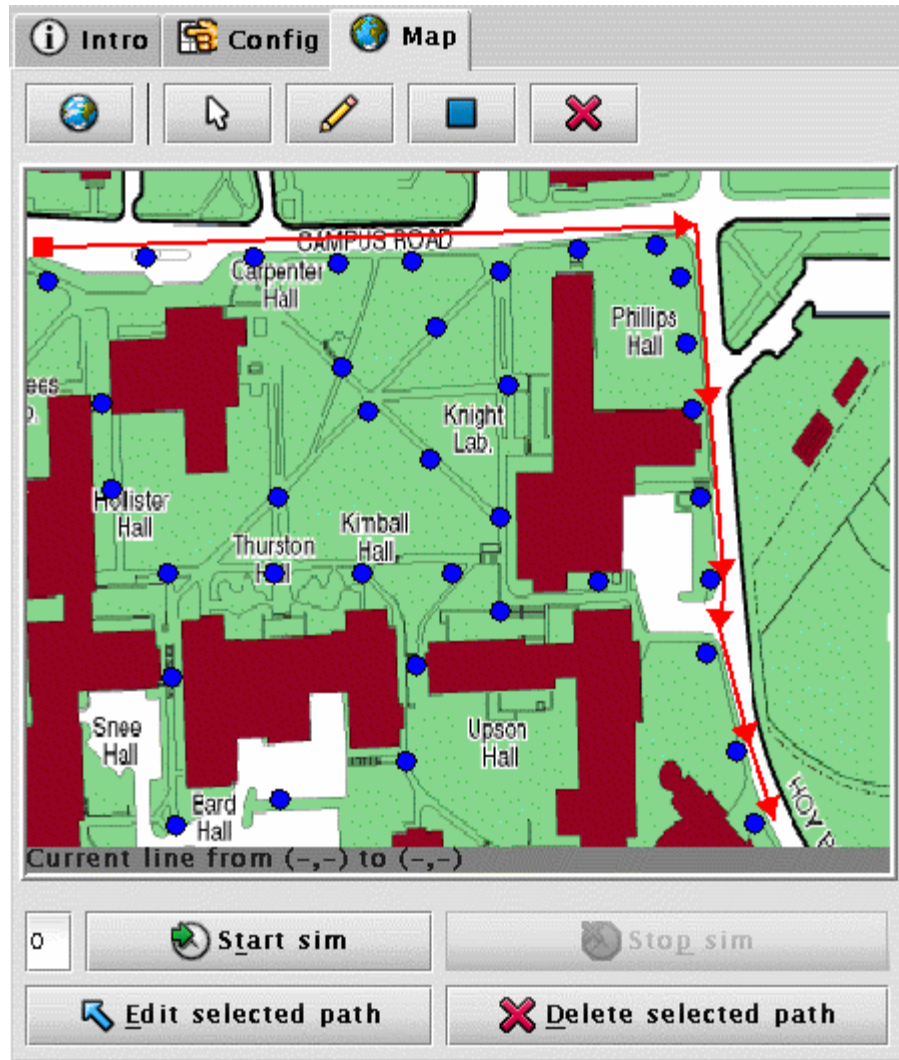 Intro Config Map
CAMPUS ROAD
Carpenter
Hall
Phillips
Hall
ees
Knight
Lab.
Hollister
Hall
Kimball
Hall
Thurston
Hall
Snee
Hall
Upson
Hall
Bard
Hall
HOY
Current line from (-,-) to (-,-)
0 Start sim Stop sim
Edit selected path Delete selected path